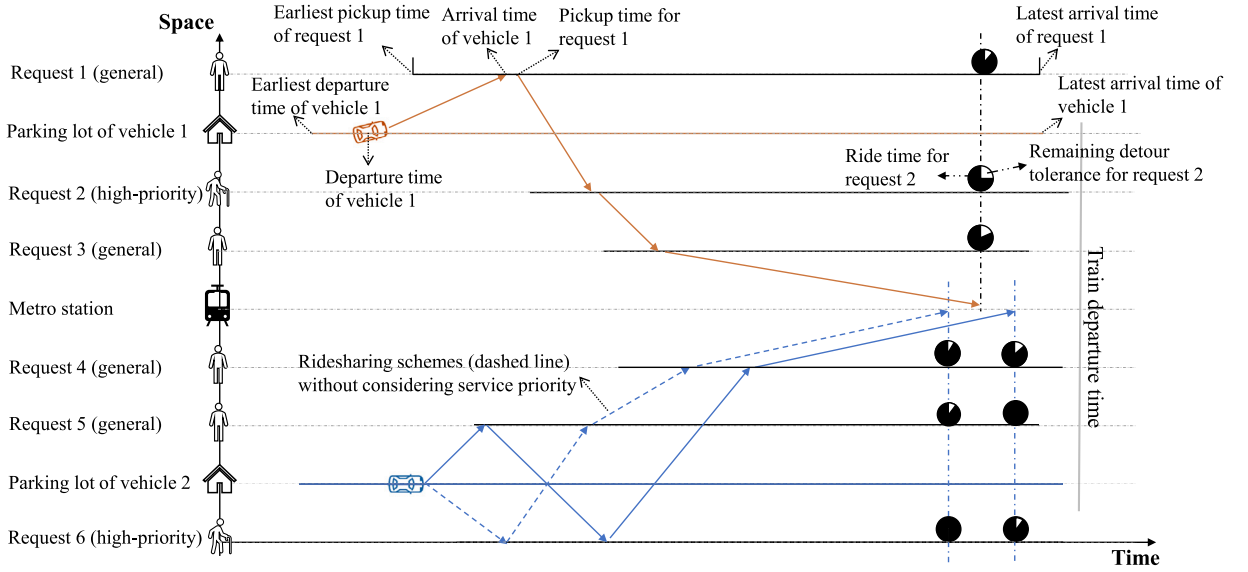 Space
Earliest pickup time
of request 1
Arrival time
of vehicle 1
Pickup time for
request 1
Latest arrival time
of request 1
Request 1 (general)
Earliest departure
time of vehicle 1
Latest arrival time of
vehicle 1
Parking lot of vehicle 1
Departure time
of vehicle 1
Ride time for
request 2
Remaining detour
tolerance for request 2
Request 2 (high-priority)
Request 3 (general)
Metro station
Train departure time
Ridesharing schemes (dashed line)
without considering service priority
Request 4 (general)
Request 5 (general)
Parking lot of vehicle 2
Request 6 (high-priority)
Time